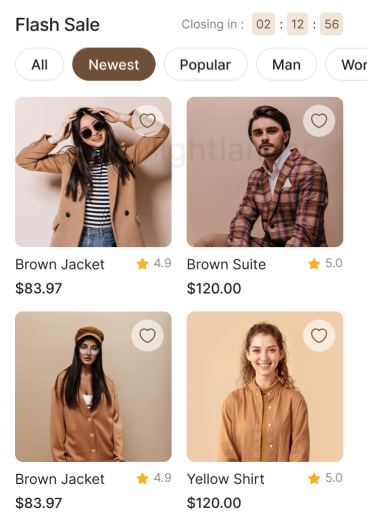 Flash Sale
Closing in : 02 : 12 : 56
All Newest Popular Man Wor
Brown Jacket 4.9 Brown Suite 5.0
$83.97 $120.00
Brown Jacket 4.9 Yellow Shirt 5.0
$83.97 $120.00